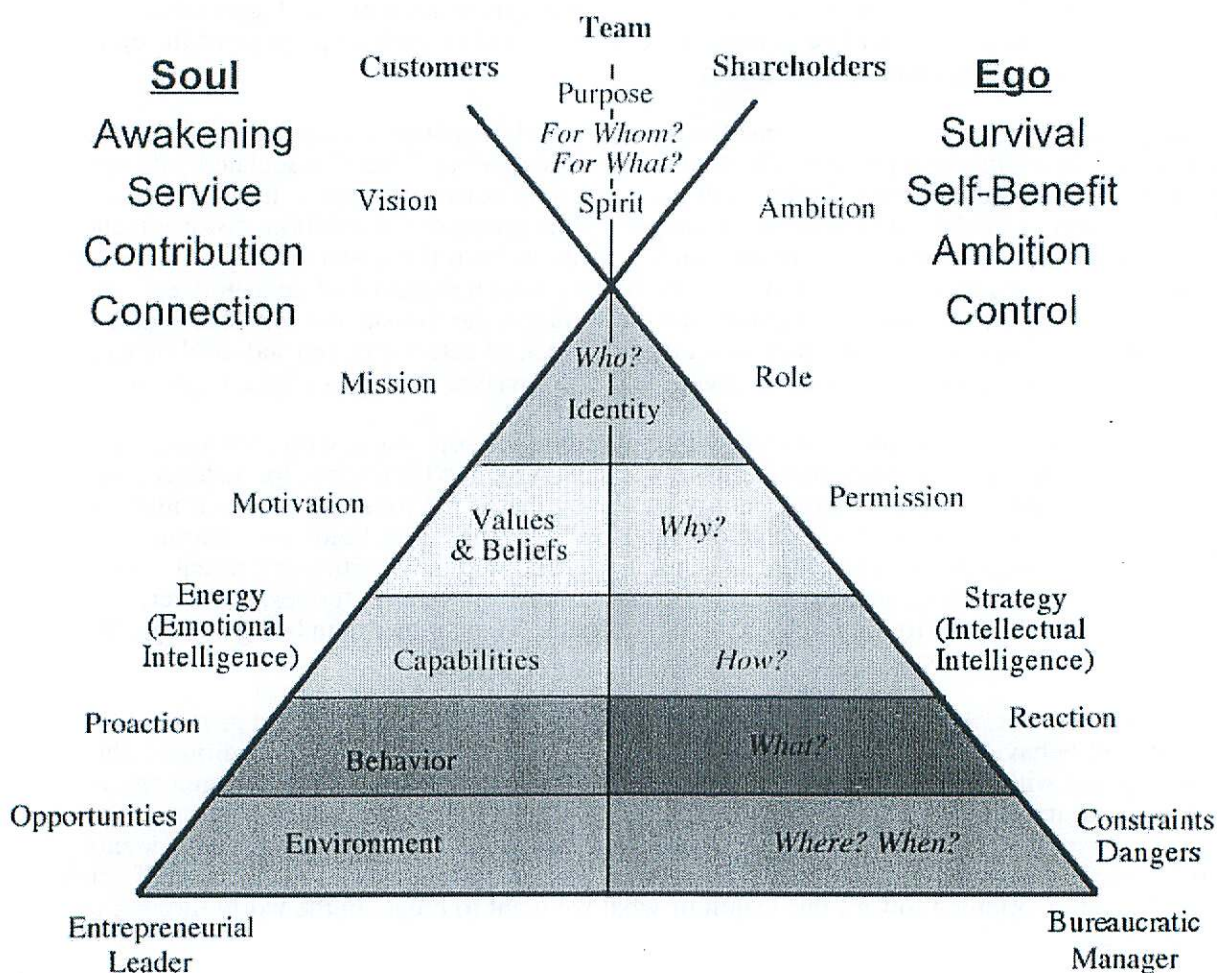 Team
Customers
Shareholders
Soul
Awakening
Service
Contribution
Connection
Purpose
For Whom?
For What?
Spirit
Vision
Ambition
Ego
Survival
Self-Benefit
Ambition
Control
Mission
Who?
Identity
Role
Motivation
Values
& Beliefs
Why?
Permission
Energy
(Emotional
Intelligence)
Capabilities
How?
Strategy
(Intellectual
Intelligence)
Proaction
Behavior
What?
Reaction
Opportunities
Environment
Where? When?
Constraints
Dangers
Entrepreneurial
Leader
Bureaucratic
Manager